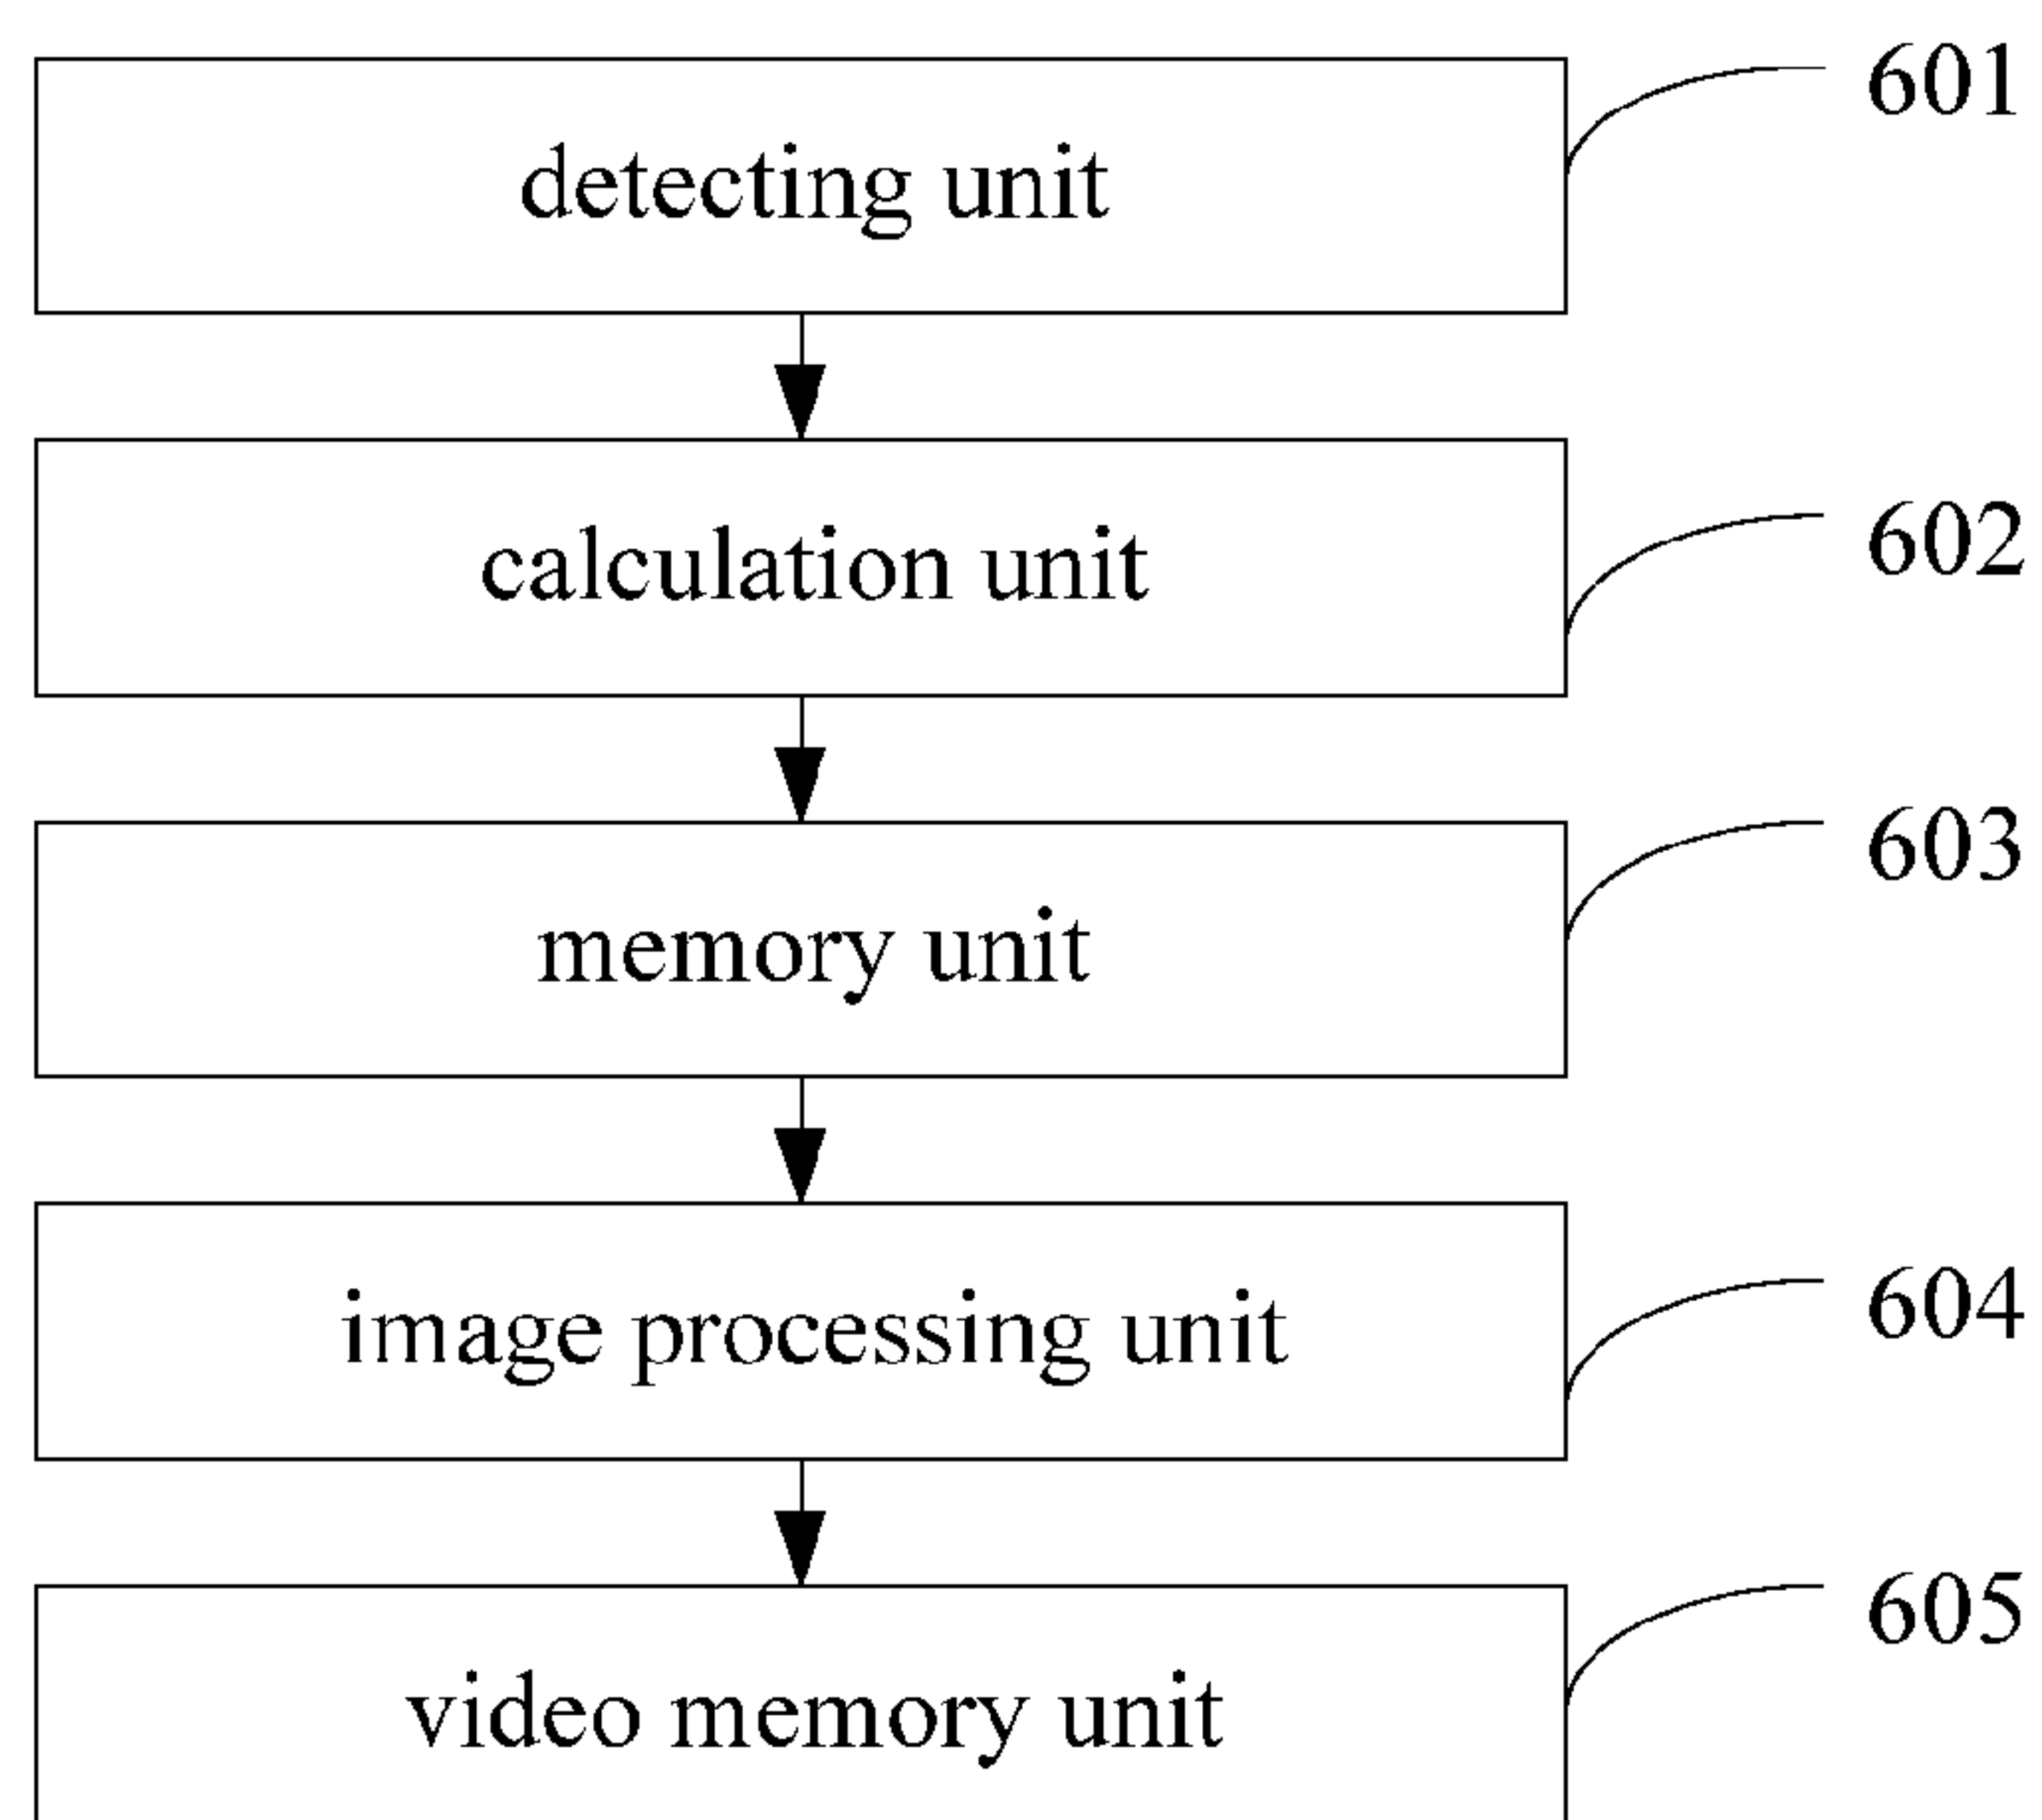 detecting unit 601
calculation unit 602
memory unit 603
image processing unit 604
video memory unit 605